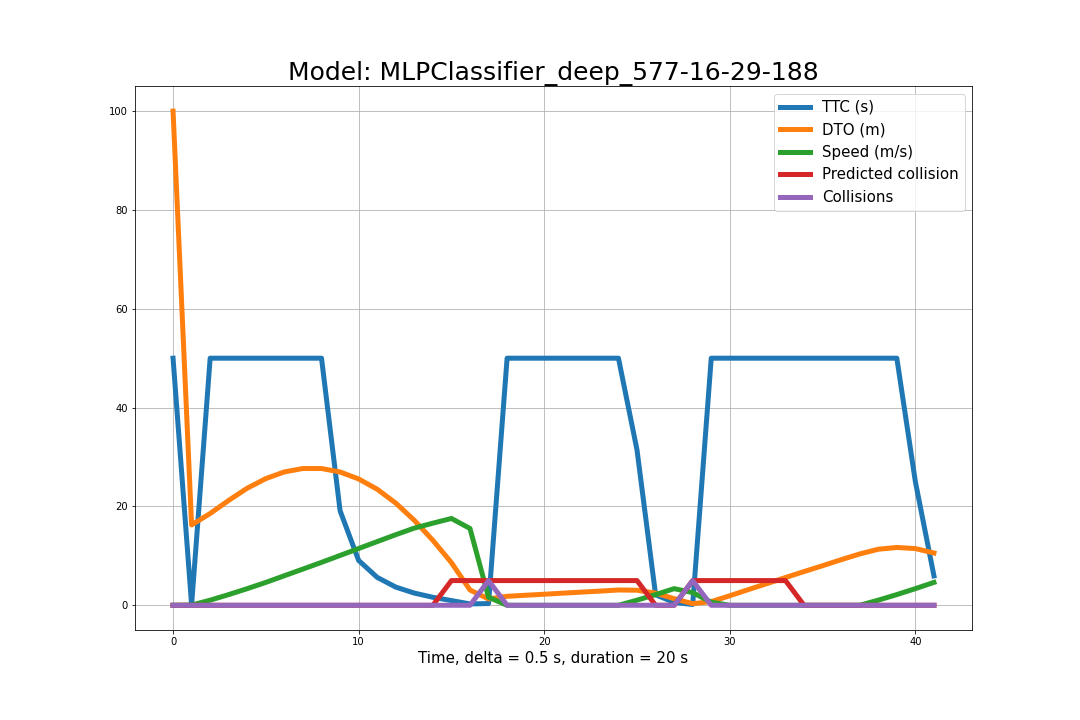 Model: MLPClassifier_deep_577-16-29-188
TTC (s)
DTO (m)
Speed (m/s)
Predicted collision
Collisions
100
80
60
40
20
0
0 10 20 30 40
Time, delta = 0.5 s, duration = 20 s